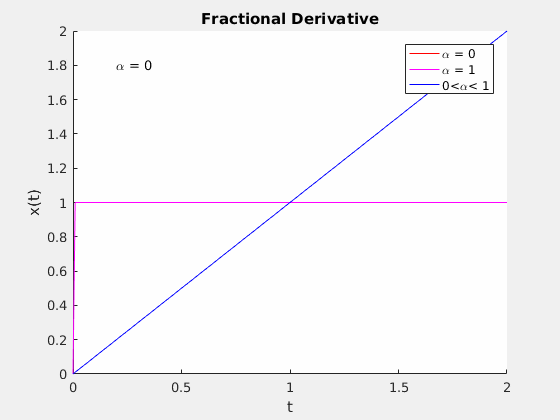 Fractional Derivative
2
1.8
1.6
1.4
1.2
1
0.8
0.6
0.4
0.2
0
x(t)
α = 0
α = 0
α = 1
0<α< 1
0
0.5
1
1.5
2
t